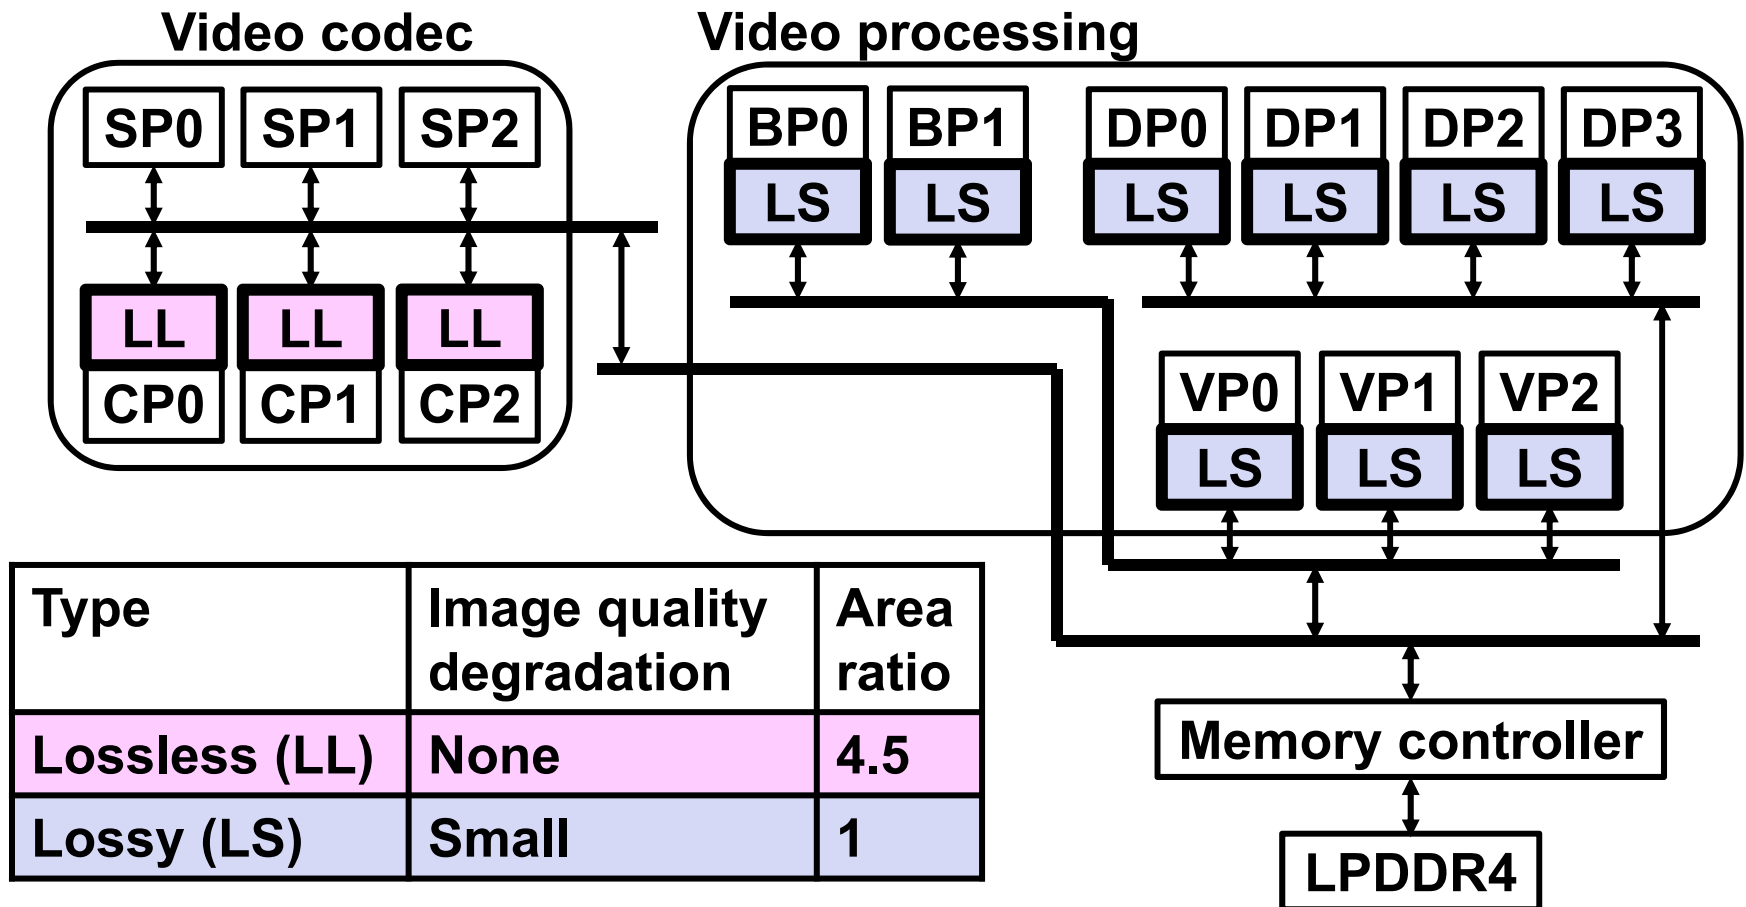 Video codec
SP0 SP1 SP2
LL LL LL
CP0 CP1 CP2
Video processing
BP0 BP1 DP0 DP1 DP2 DP3
LS LS LS LS LS LS
VP0 VP1 VP2
LS LS LS
Type Image quality degradation Area ratio
Lossless (LL) None 4.5
Lossy (LS) Small 1
Memory controller
LPDDR4